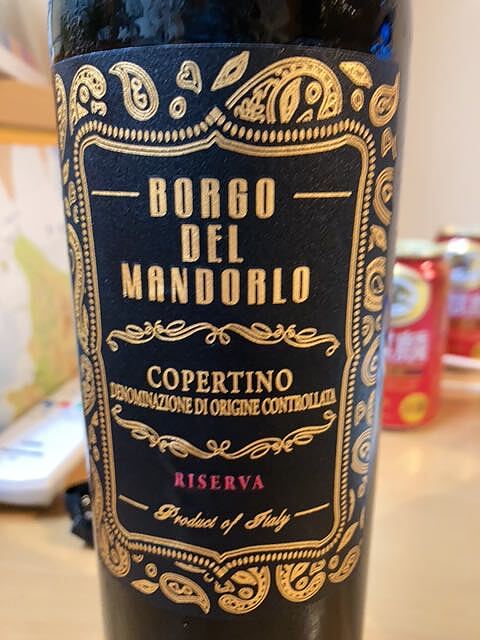 BORGO
DEL
MANDORLO
COPERTINO
DENOMINAZIONE DI ORIGINE CONTROLLATA
RISERVA
Product of Italy